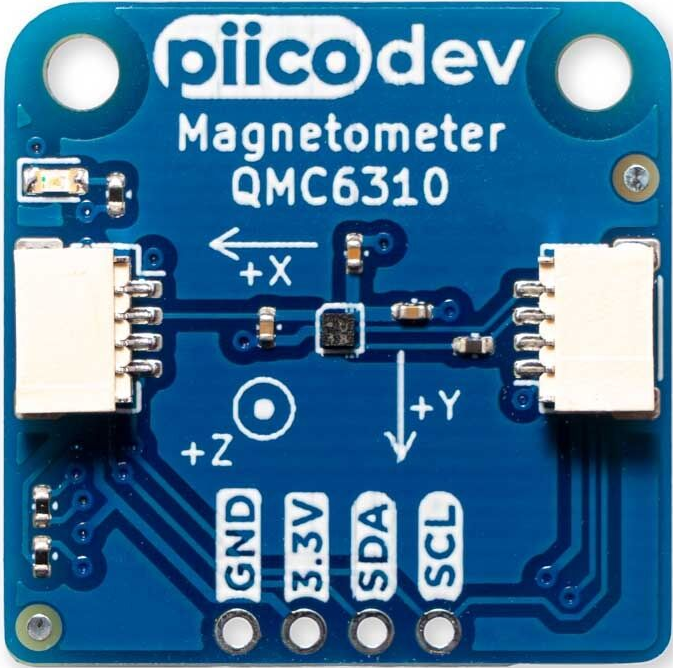 piicodev
Magnetometer
QMC6310
+X
+Y
+Z
GND
3.3V
SDA
SCL